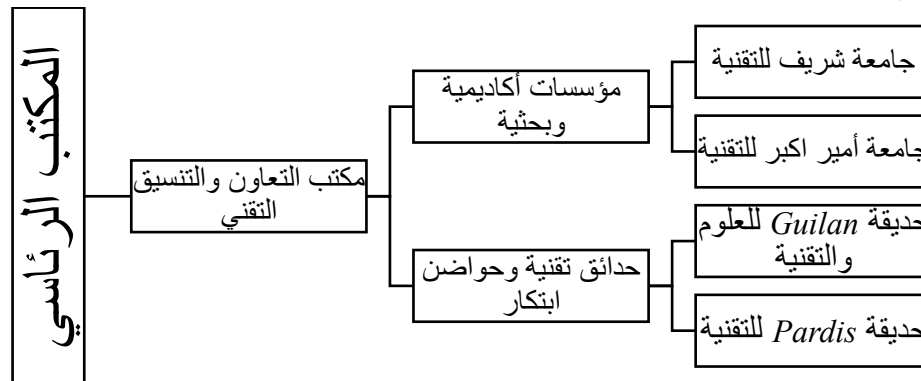 المكتب الرئاسي
مكتب التعاون والتنسيق
التقني
مؤسسات أكاديمية
وبحثية
جامعة شريف للتقنية
جامعة أمير اكبر للتقنية
حدائق تقنية وحواضن
ابتكار
حديقة Guilan للعلوم
والتقنية
حديقة Pardis للتقنية